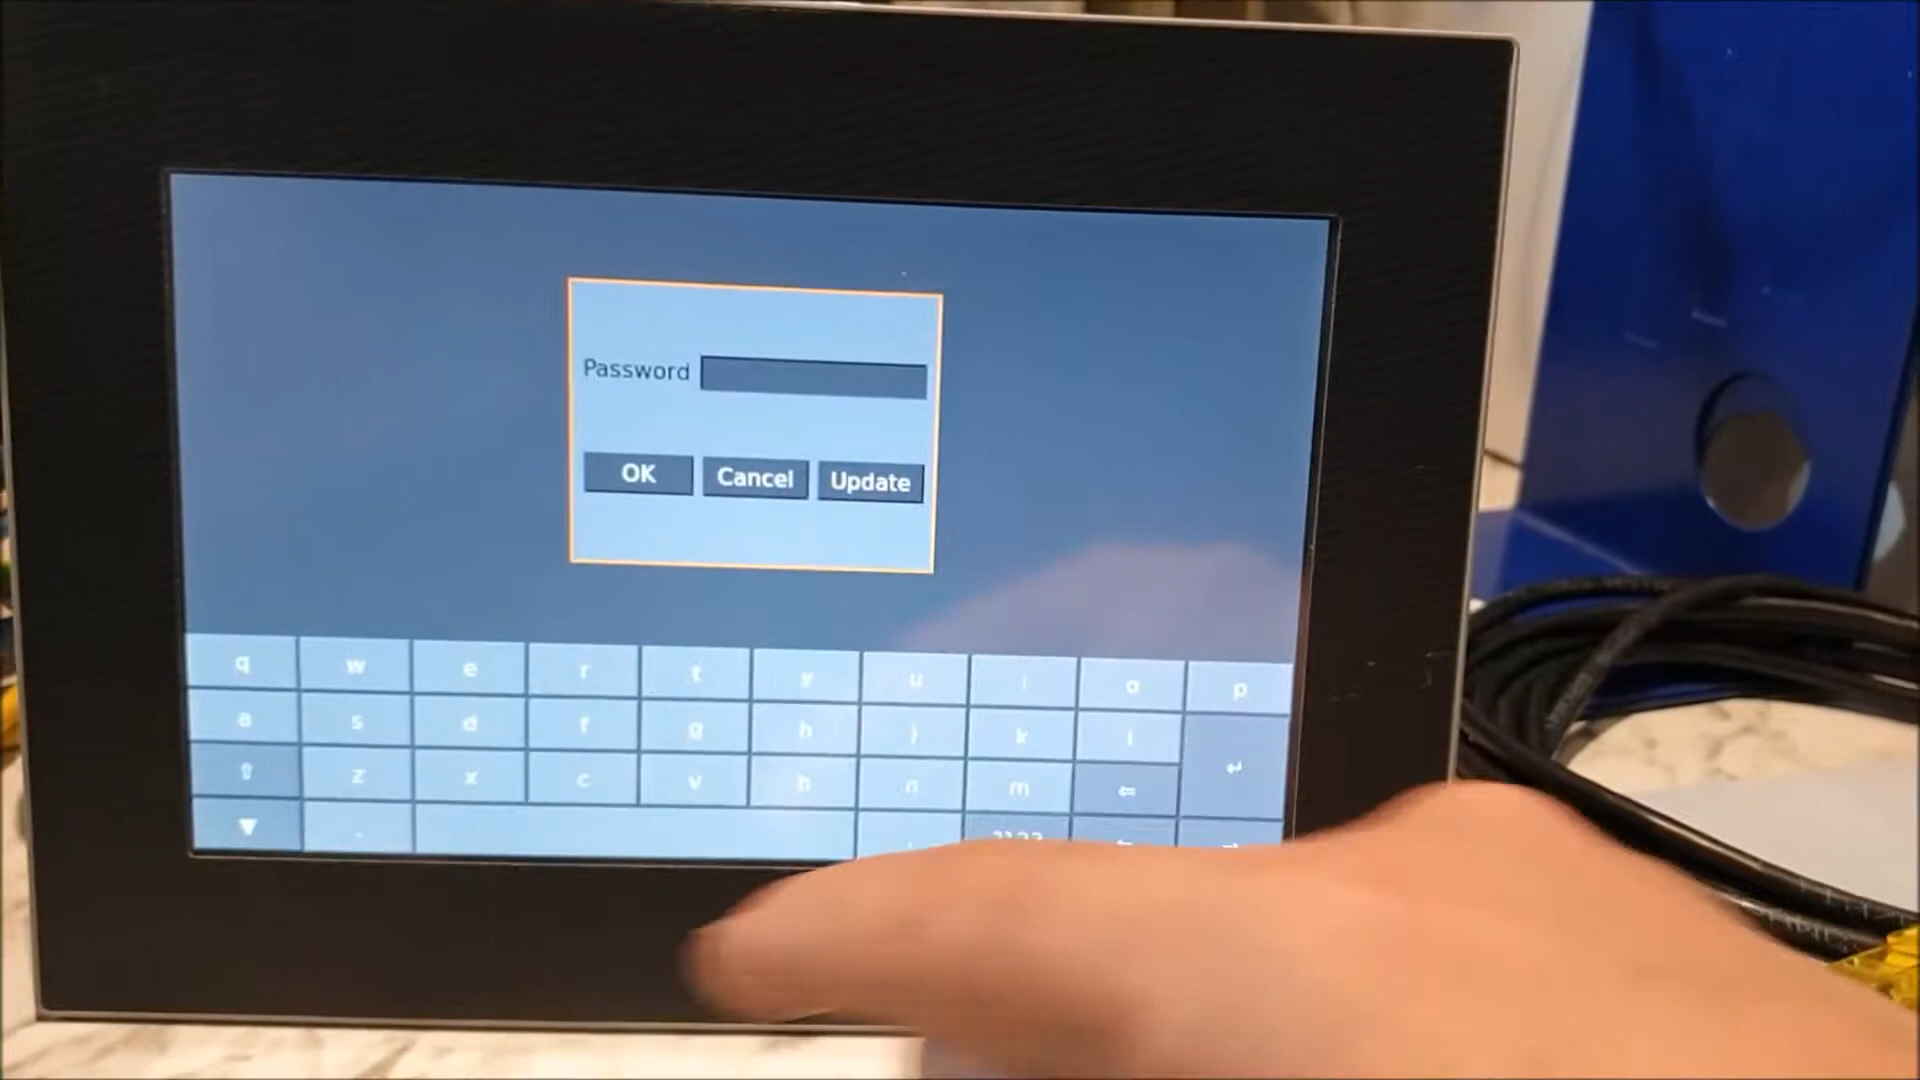 Password
OK Cancel Update
q w e r t y u i o p
a s d f g h j k l
⇧ z x c v b n m ⇐ ↵
▼ .